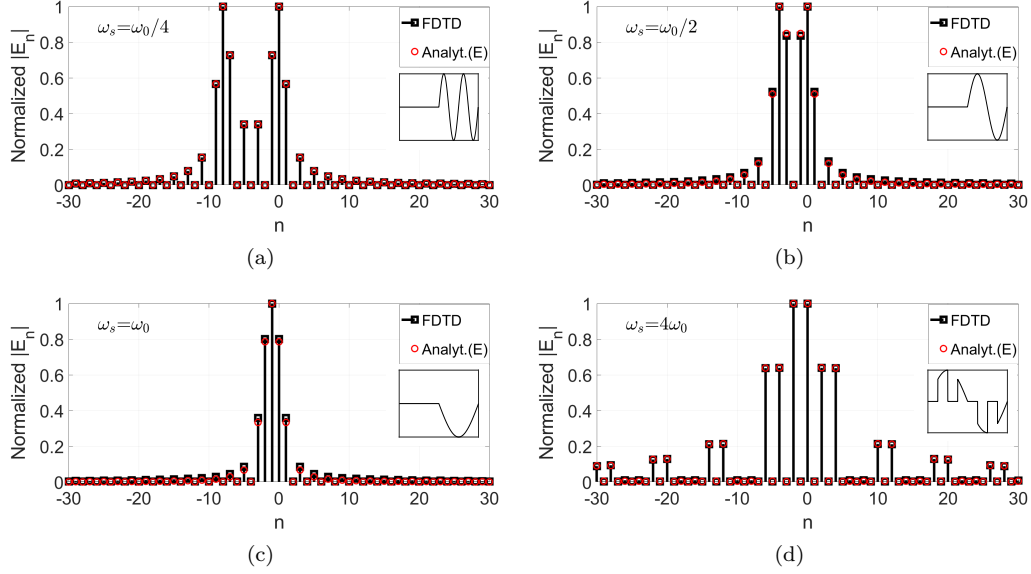 ωs=ω0/4
FDTD
Analyt.(E)
Normalized |En|
1
0.8
0.6
0.4
0.2
0
-30 -20 -10 0 10 20 30
n
(a)
ωs=ω0/2
FDTD
Analyt.(E)
Normalized |En|
1
0.8
0.6
0.4
0.2
0
-30 -20 -10 0 10 20 30
n
(b)
ωs=ω0
FDTD
Analyt.(E)
Normalized |En|
1
0.8
0.6
0.4
0.2
0
-30 -20 -10 0 10 20 30
n
(c)
ωs=4ω0
FDTD
Analyt.(E)
Normalized |En|
1
0.8
0.6
0.4
0.2
0
-30 -20 -10 0 10 20 30
n
(d)